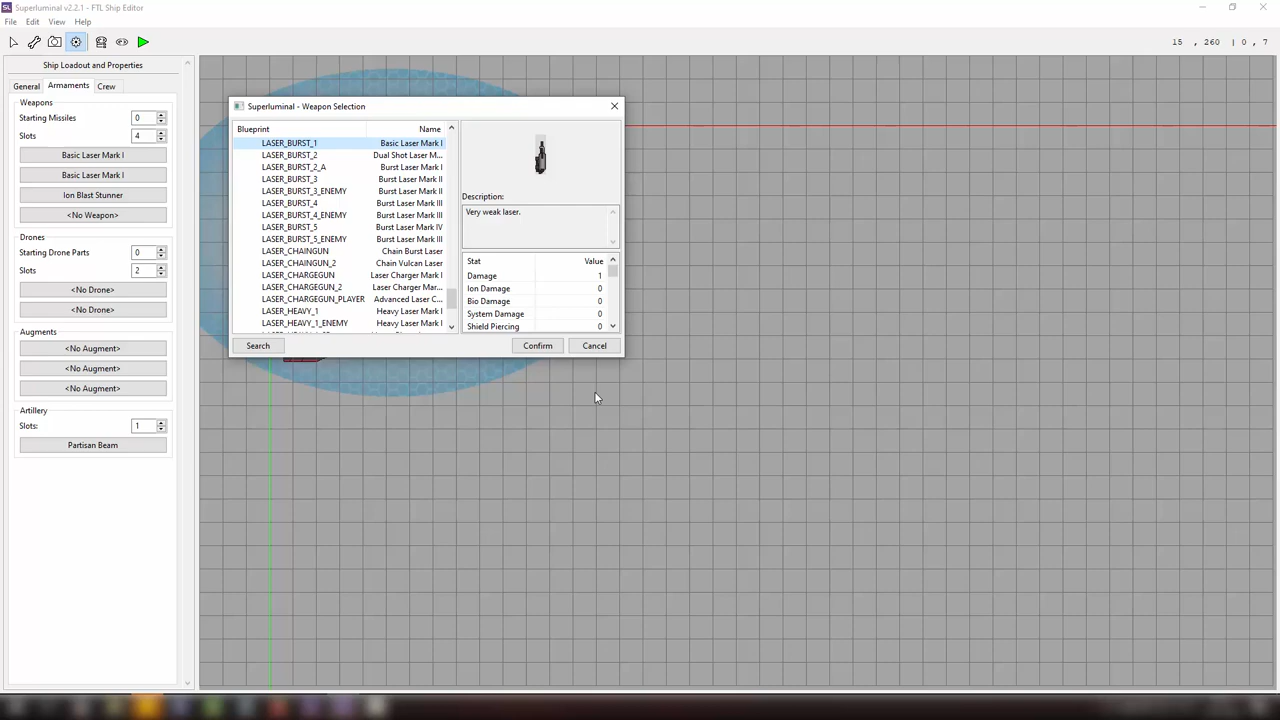 Superluminal v2.2.1 - FTL Ship Editor
File Edit View Help
15 , 260 | 0 , 7
Ship Loadout and Properties
General Armaments Crew
Weapons
Starting Missiles 0
Slots 4
Basic Laser Mark I
Basic Laser Mark I
Ion Blast Stunner
<No Weapon>
Drones
Starting Drone Parts 0
Slots 2
<No Drone>
<No Drone>
Augments
<No Augment>
<No Augment>
<No Augment>
Artillery
Slots: 1
Partisan Beam
Superluminal - Weapon Selection
Blueprint Name
LASER_BURST_1 Basic Laser Mark I
LASER_BURST_2 Dual Shot Laser M...
LASER_BURST_2_A Burst Laser Mark I
LASER_BURST_3 Burst Laser Mark II
LASER_BURST_3_ENEMY Burst Laser Mark II
LASER_BURST_4 Burst Laser Mark III
LASER_BURST_4_ENEMY Burst Laser Mark III
LASER_BURST_5 Burst Laser Mark IV
LASER_BURST_5_ENEMY Burst Laser Mark III
LASER_CHAINGUN Chain Burst Laser
LASER_CHAINGUN_2 Chain Vulcan Laser
LASER_CHARGEGUN Laser Charger Mark I
LASER_CHARGEGUN_2 Laser Charger Mar...
LASER_CHARGEGUN_PLAYER Advanced Laser C...
LASER_HEAVY_1 Heavy Laser Mark I
LASER_HEAVY_1_ENEMY Heavy Laser Mark I
Description:
Very weak laser.
Stat Value
Damage 1
Ion Damage 0
Bio Damage 0
System Damage 0
Shield Piercing 0
Search Confirm Cancel